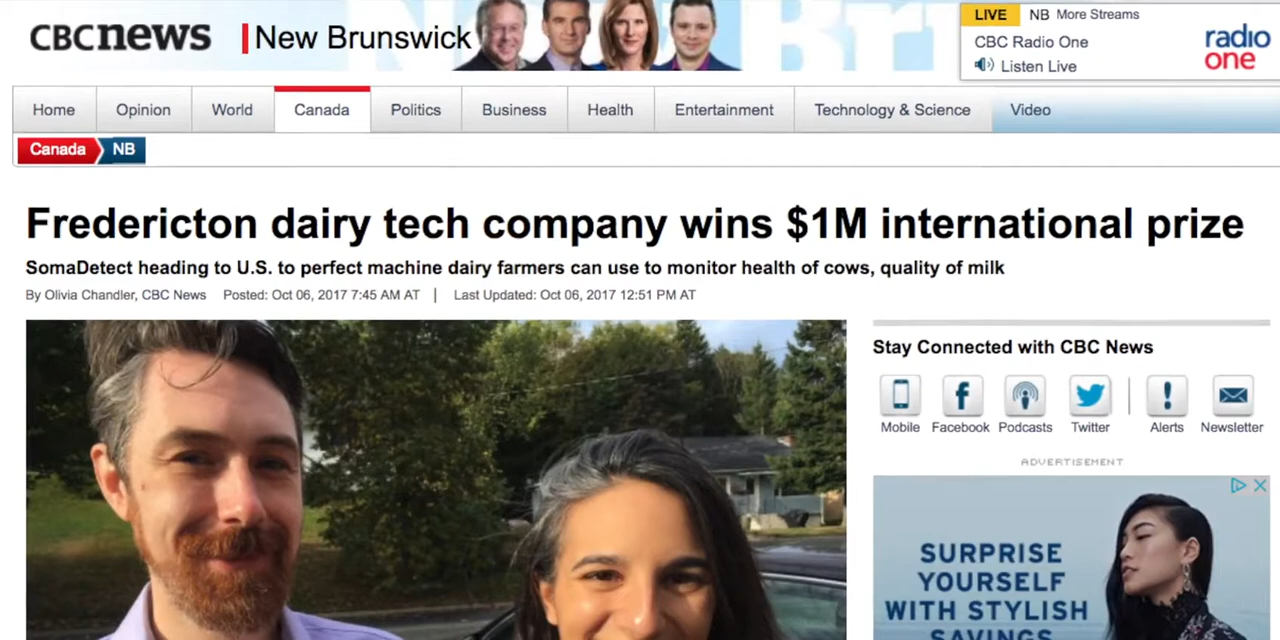 CBCnews | New Brunswick
LIVE NB More Streams
CBC Radio One
Listen Live
radio
one
Home Opinion World Canada Politics Business Health Entertainment Technology & Science Video
Canada NB
Fredericton dairy tech company wins $1M international prize
SomaDetect heading to U.S. to perfect machine dairy farmers can use to monitor health of cows, quality of milk
By Olivia Chandler, CBC News Posted: Oct 06, 2017 7:45 AM AT | Last Updated: Oct 06, 2017 12:51 PM AT
Stay Connected with CBC News
Mobile Facebook Podcasts Twitter Alerts Newsletter
ADVERTISEMENT
SURPRISE
YOURSELF
WITH STYLISH
SAVINGS